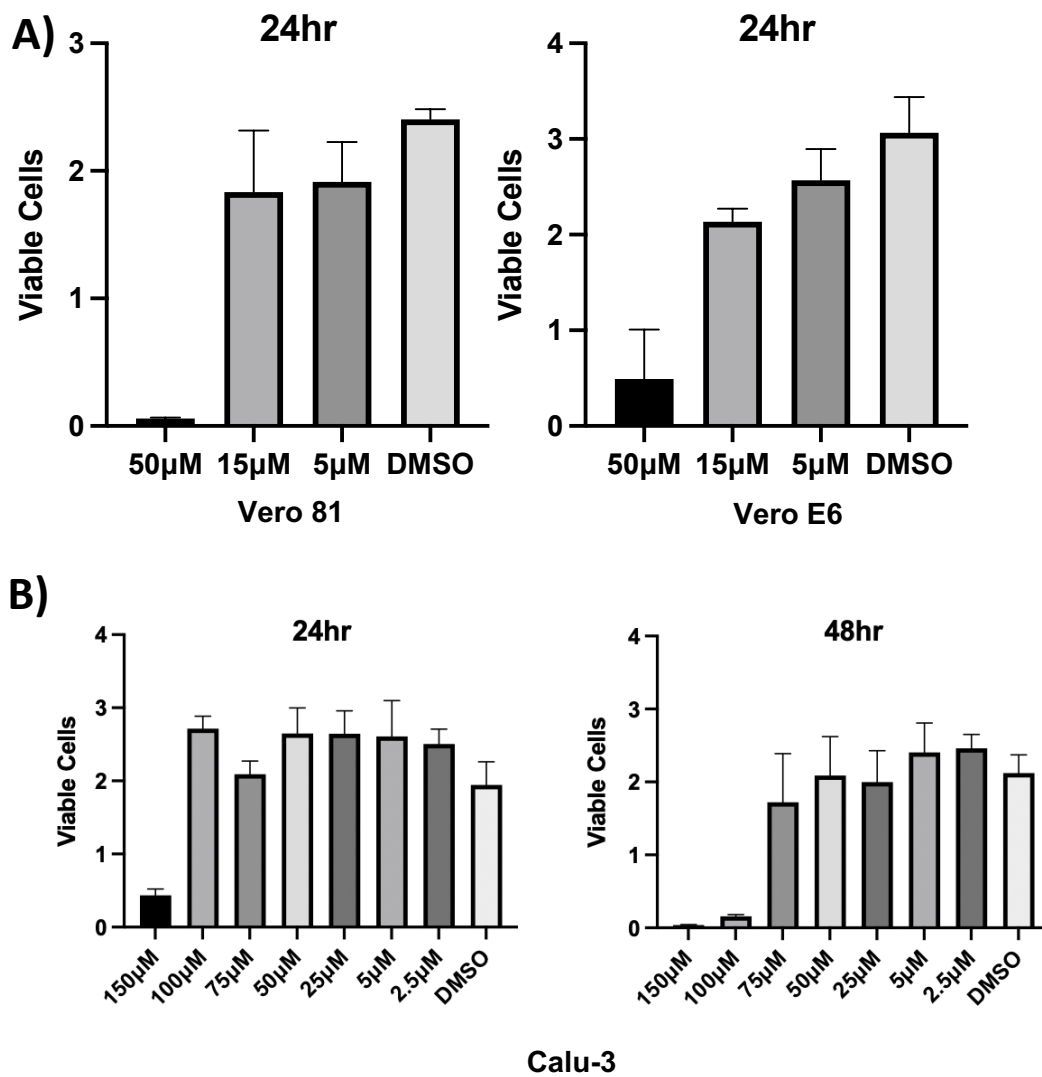 A)
24hr
Viable Cells
3
2
1
0
50µM 15µM 5µM DMSO
Vero 81
24hr
Viable Cells
4
3
2
1
0
50µM 15µM 5µM DMSO
Vero E6
B)
24hr
Viable Cells
4
3
2
1
0
150µM 100µM 75µM 50µM 25µM 5µM 2.5µM DMSO
48hr
Viable Cells
4
3
2
1
0
150µM 100µM 75µM 50µM 25µM 5µM 2.5µM DMSO
Calu-3